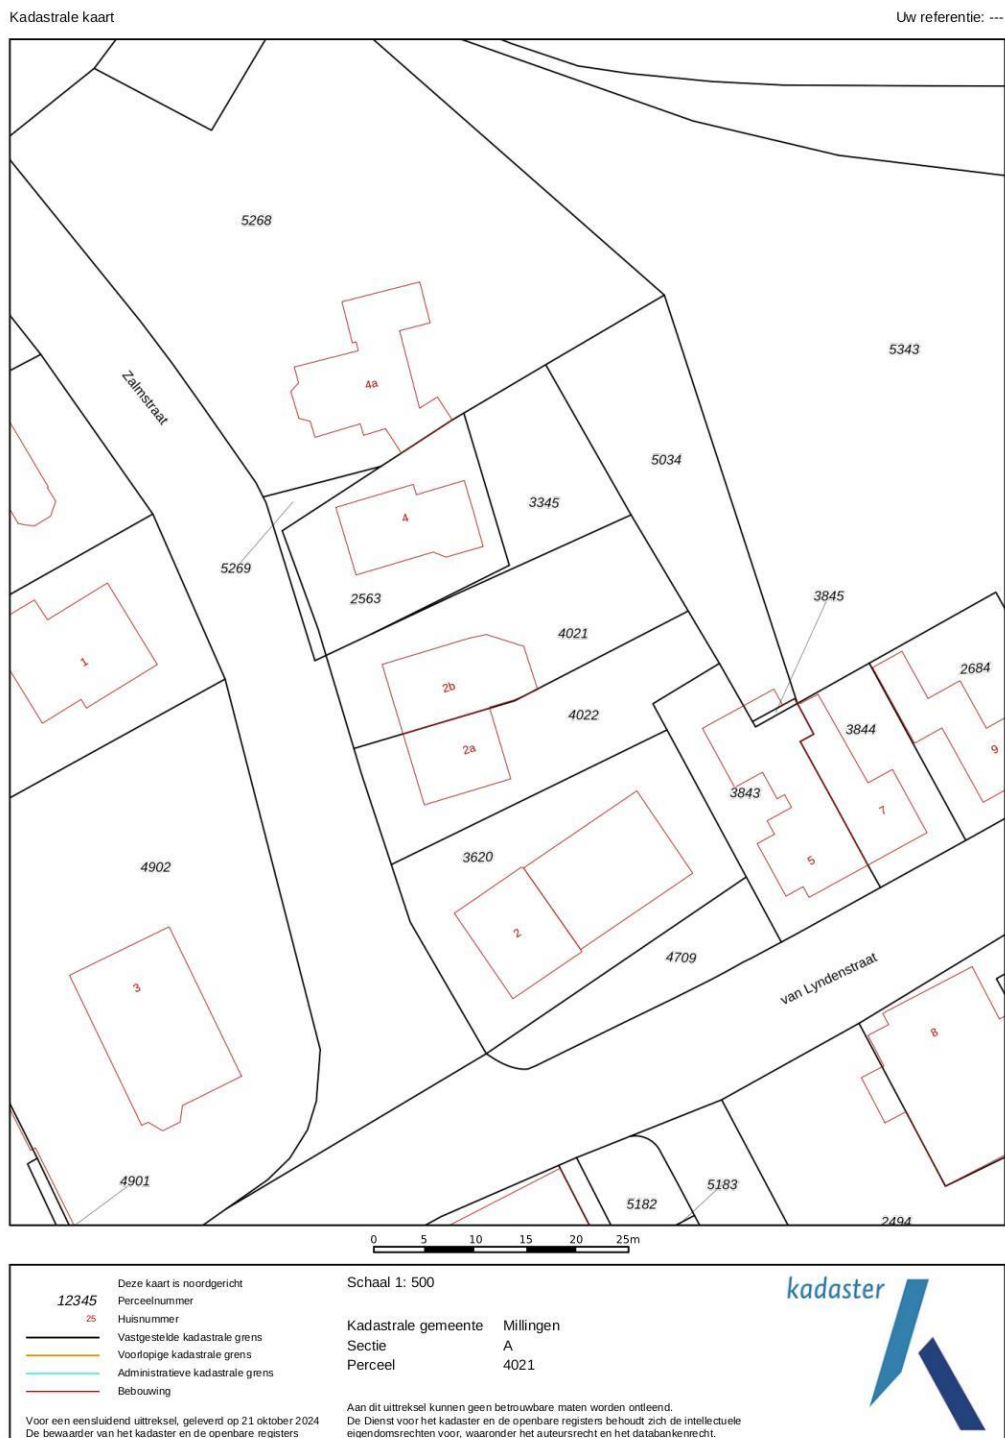 Kadastrale kaart
Uw referentie: ---
5268
5343
Zalmstraat
4a
5034
4
3345
5269
2563
3845
4021
1
2684
2b
4022
3844
2a
9
3843
7
3620
5
4902
2
4709
van Lyndenstraat
3
8
4901
5183
5182
2494
0 5 10 15 20 25m
Deze kaart is noordgericht
12345 Perceelnummer
25 Huisnummer
Vastgestelde kadastrale grens
Voorlopige kadastrale grens
Administratieve kadastrale grens
Bebouwing
Voor een eensluidend uittreksel, geleverd op 21 oktober 2024
De bewaarder van het kadaster en de openbare registers
Schaal 1: 500
Kadastrale gemeente Millingen
Sectie A
Perceel 4021
Aan dit uittreksel kunnen geen betrouwbare maten worden ontleend.
De Dienst voor het kadaster en de openbare registers behoudt zich de intellectuele
eigendomsrechten voor, waaronder het auteursrecht en het databankenrecht.
kadaster